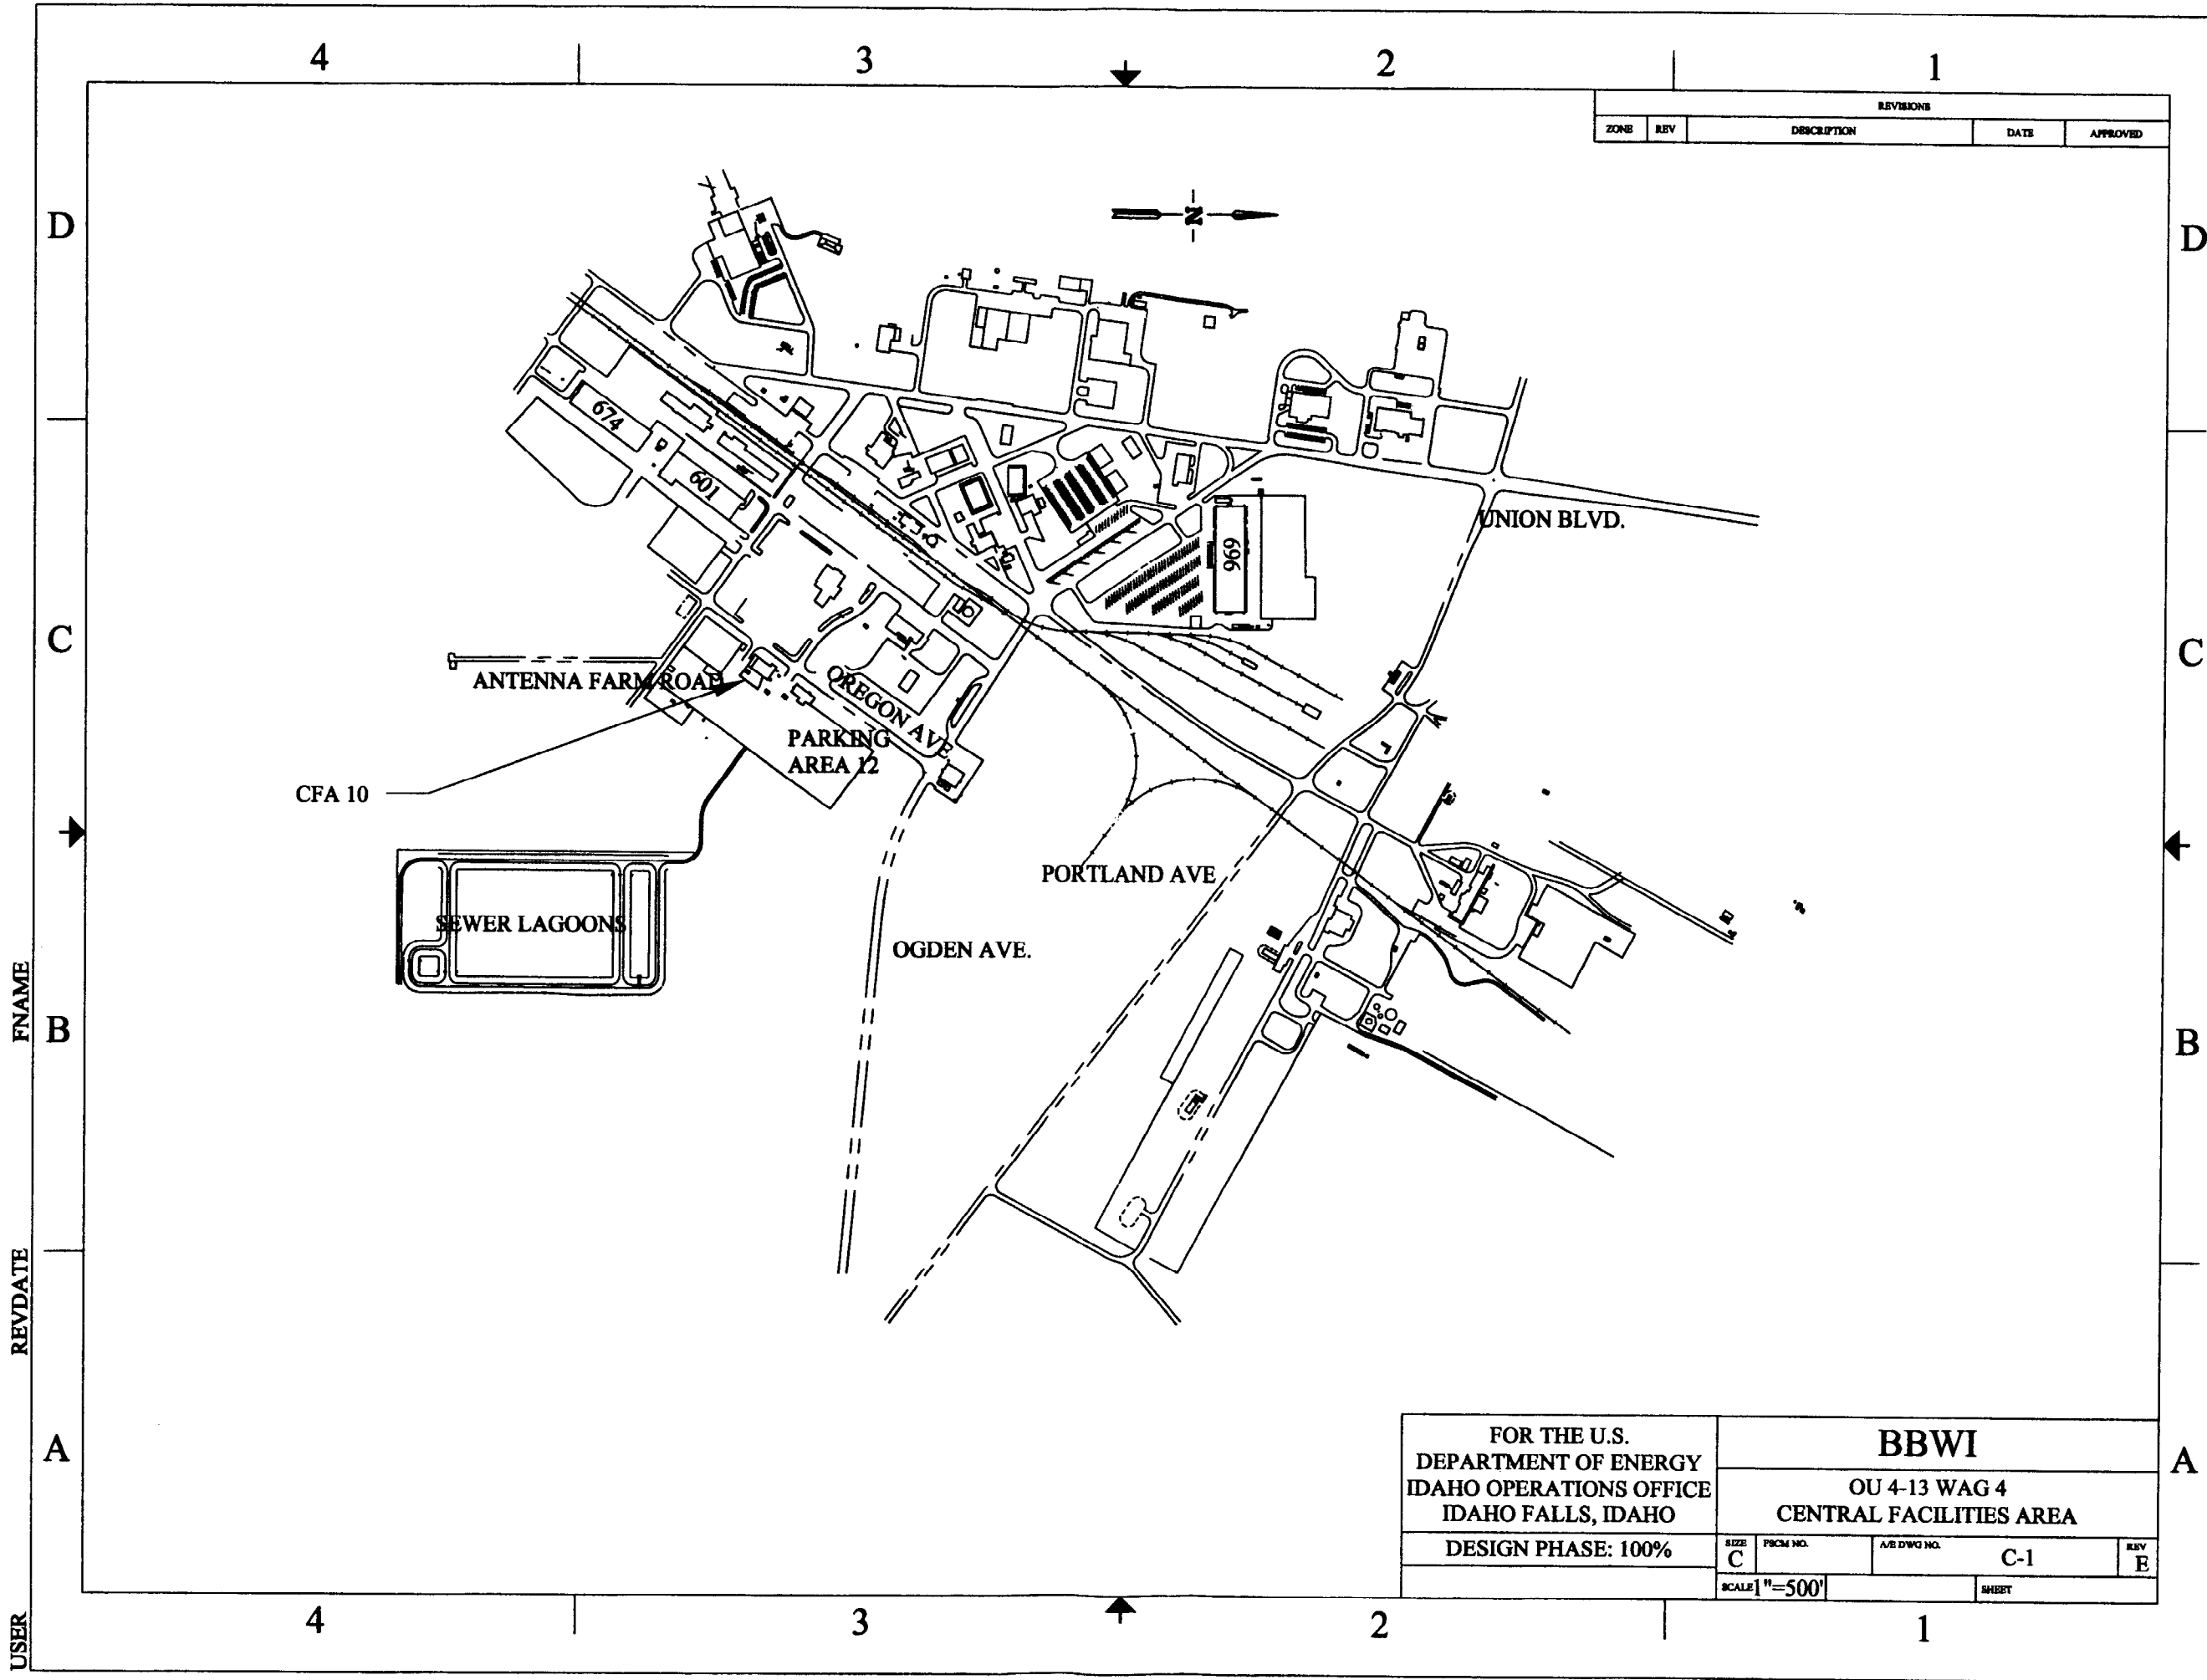 4 3 2 1
REVISIONS
ZONE REV DESCRIPTION DATE APPROVED
D
D
N
674
601
UNION BLVD.
696
C
C
ANTENNA FARM ROAD
OREGON AVE
PARKING
AREA 12
CFA 10
PORTLAND AVE
SEWER LAGOONS
OGDEN AVE.
FNAME
B
B
REVDATE
A
A
FOR THE U.S.
DEPARTMENT OF ENERGY
IDAHO OPERATIONS OFFICE
IDAHO FALLS, IDAHO
DESIGN PHASE: 100%
BBWI
OU 4-13 WAG 4
CENTRAL FACILITIES AREA
SIZE C PSCM NO. A/E DWG NO. C-1 REV E
SCALE 1"=500' SHEET
USER
4 3 2 1